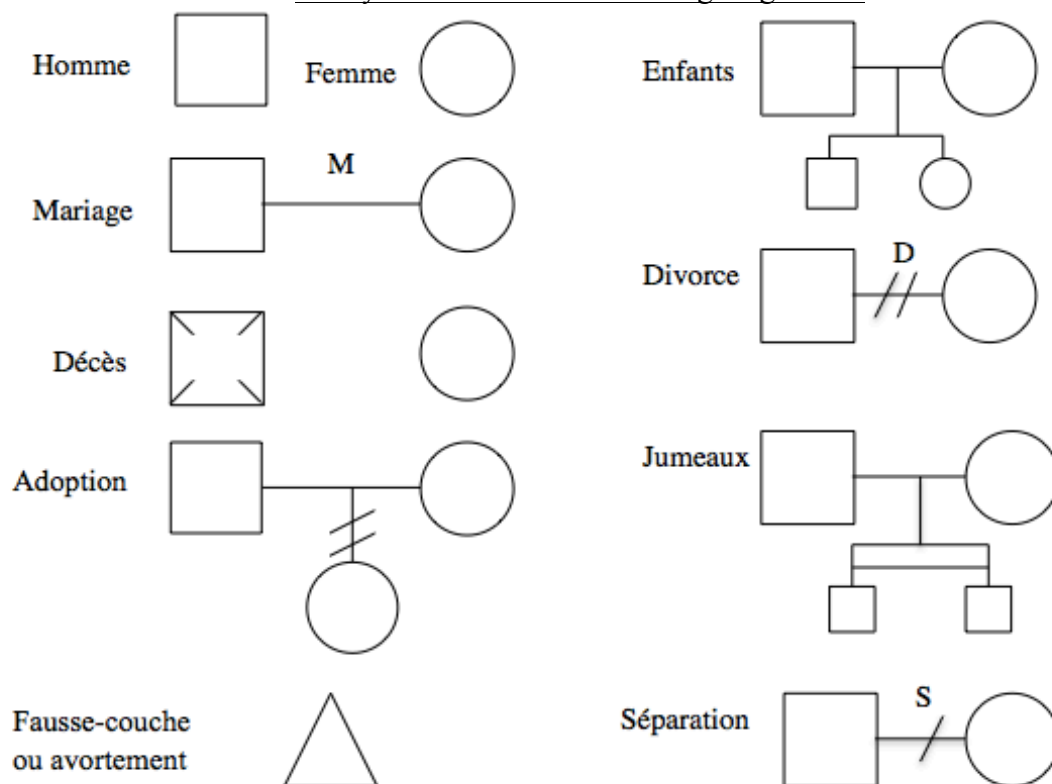 Homme
Femme
Enfants
M
Mariage
D
Divorce
Décès
Adoption
Jumeaux
Fausse-couche
ou avortement
S
Séparation